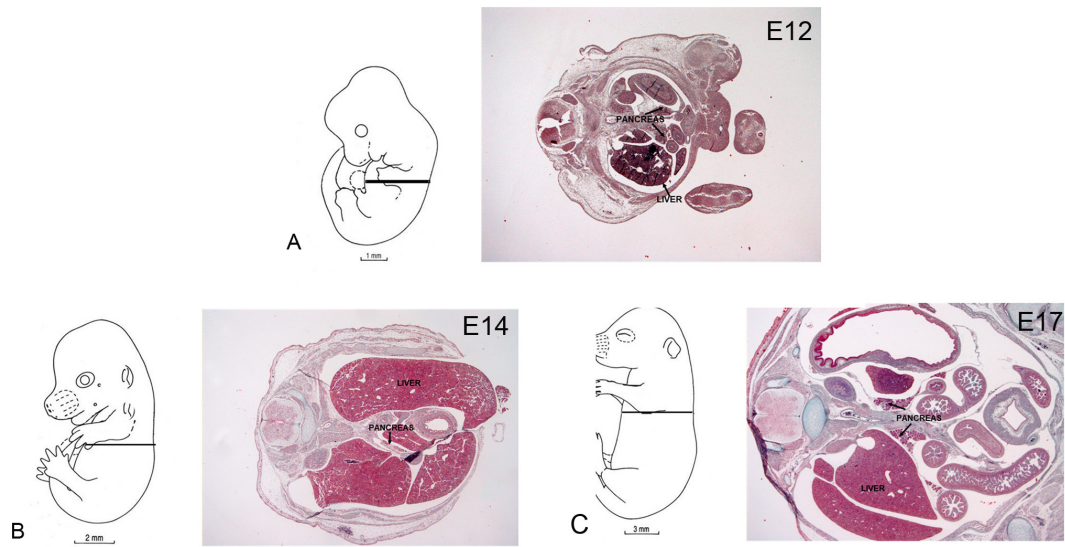 E12
PANCREAS
LIVER
A
1 mm
E14
LIVER
PANCREAS
B
2 mm
E17
PANCREAS
LIVER
C
3 mm